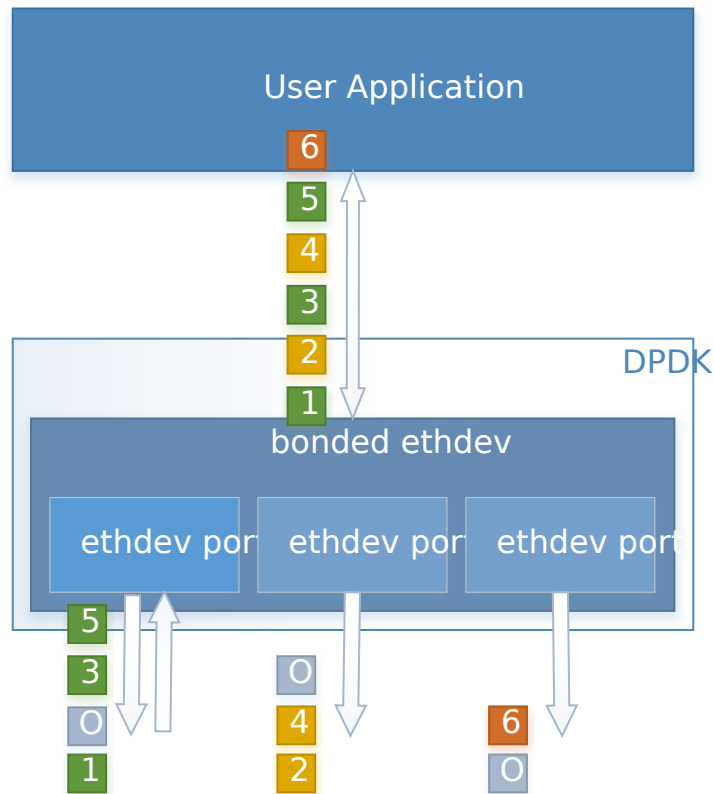 User Application
6
5
4
3
2
1
DPDK
bonded ethdev
ethdev port
ethdev port
ethdev port
5
3
O
1
O
4
2
6
O